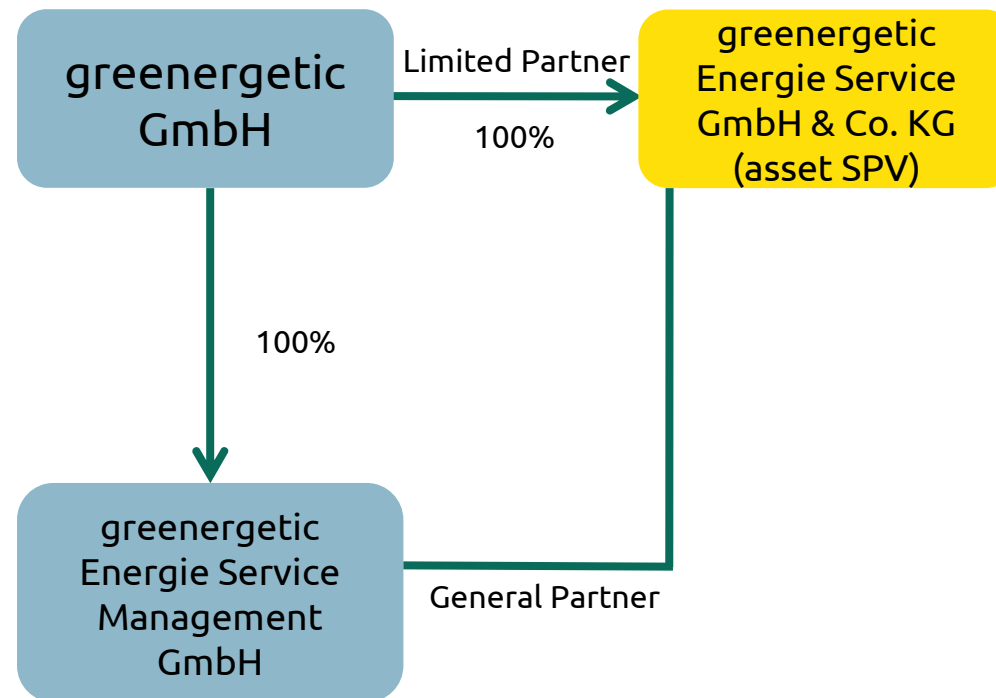 greenergetic
GmbH
Limited Partner
100%
greenergetic
Energie Service
GmbH & Co. KG
(asset SPV)
100%
greenergetic
Energie Service
Management
GmbH
General Partner